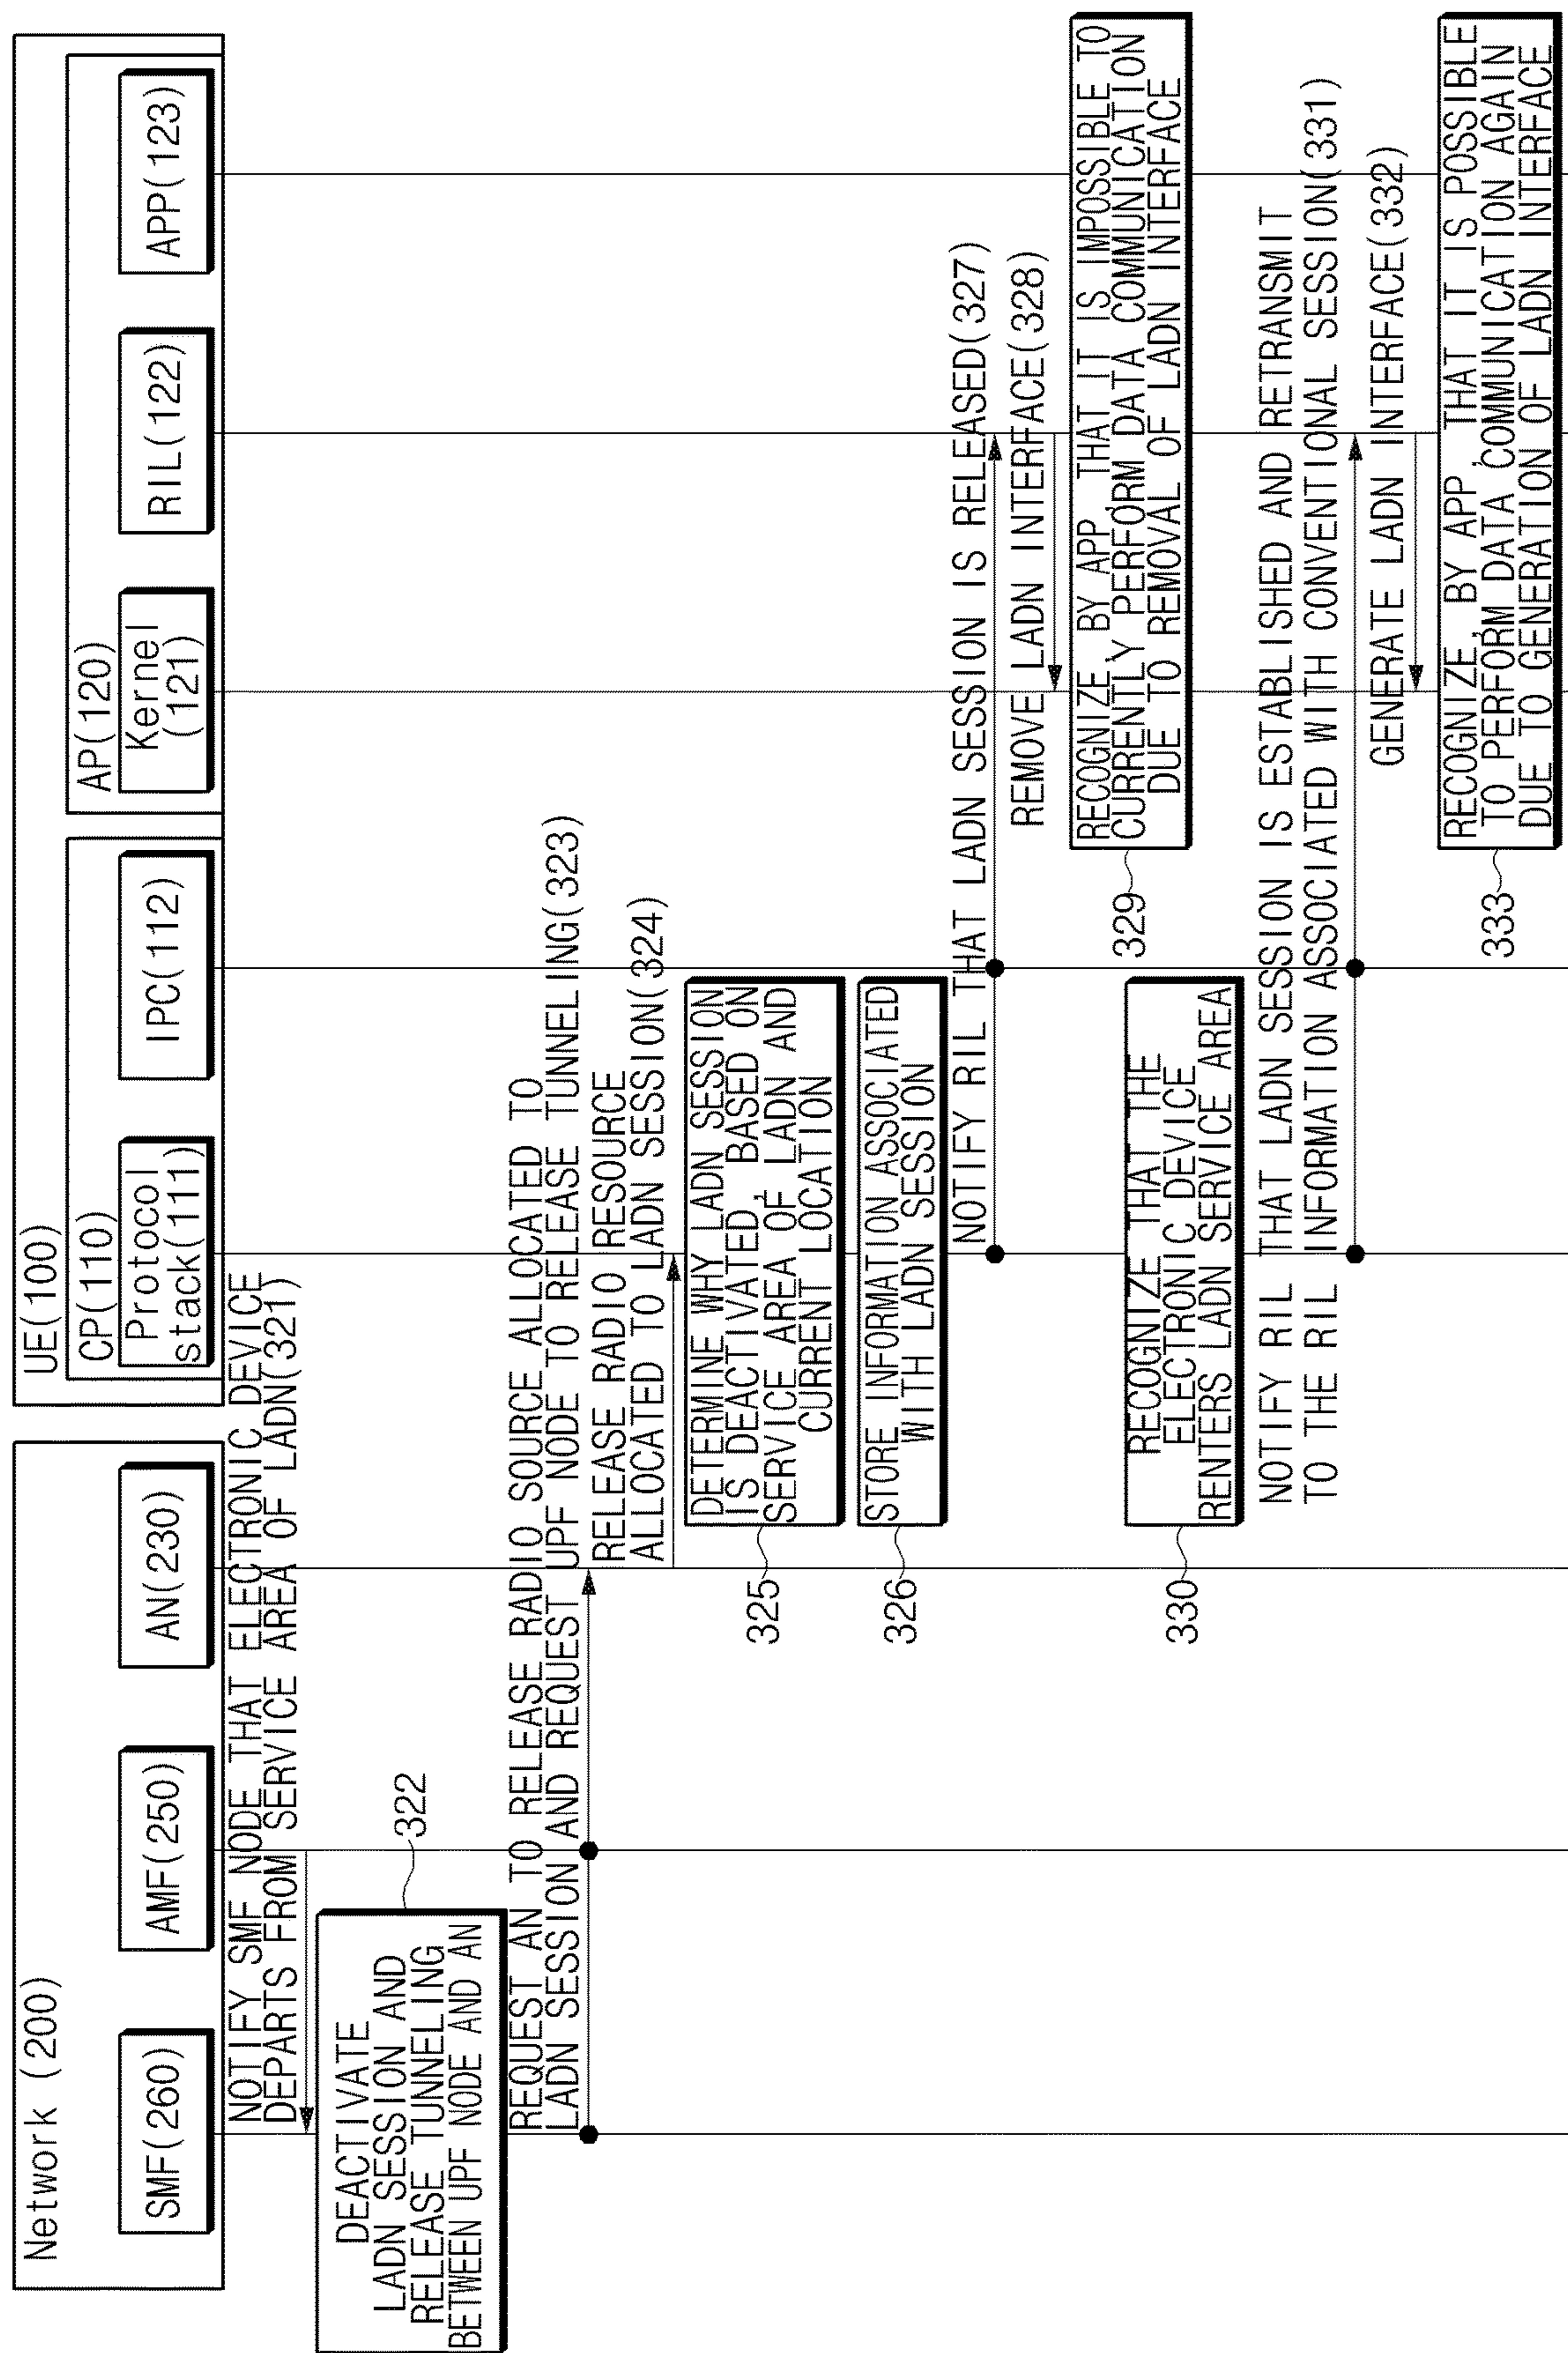 Network (200)
SMF(260)
AMF(250)
AN(230)
UE(100)
CP(110)
Protocol
stack(111)
IPC(112)
AP(120)
Kernel
(121)
RIL(122)
APP(123)
NOTIFY SMF NODE THAT ELECTRONIC DEVICE
DEPARTS FROM SERVICE AREA OF LADN(321)
DEACTIVATE
LADN SESSION AND
RELEASE TUNNELING
BETWEEN UPF NODE AND AN
322
REQUEST AN TO RELEASE RADIO SOURCE ALLOCATED TO
LADN SESSION AND REQUEST UPF NODE TO RELEASE TUNNELING(323)
RELEASE RADIO RESOURCE
ALLOCATED TO LADN SESSION(324)
DETERMINE WHY LADN SESSION
IS DEACTIVATED, BASED ON
SERVICE AREA OF LADN AND
CURRENT LOCATION
325
STORE INFORMATION ASSOCIATED
WITH LADN SESSION
326
NOTIFY RIL THAT LADN SESSION IS RELEASED(327)
REMOVE LADN INTERFACE(328)
RECOGNIZE, BY APP, THAT IT IS IMPOSSIBLE TO
CURRENTLY PERFORM DATA COMMUNICATION
DUE TO REMOVAL OF LADN INTERFACE
329
RECOGNIZE THAT THE
ELECTRONIC DEVICE
RENTERS LADN SERVICE AREA
330
NOTIFY RIL THAT LADN SESSION IS ESTABLISHED AND RETRANSMIT
TO THE RIL INFORMATION ASSOCIATED WITH CONVENTIONAL SESSION(331)
GENERATE LADN INTERFACE(332)
RECOGNIZE, BY APP, THAT IT IS POSSIBLE
TO PERFORM DATA COMMUNICATION AGAIN
DUE TO GENERATION OF LADN INTERFACE
333